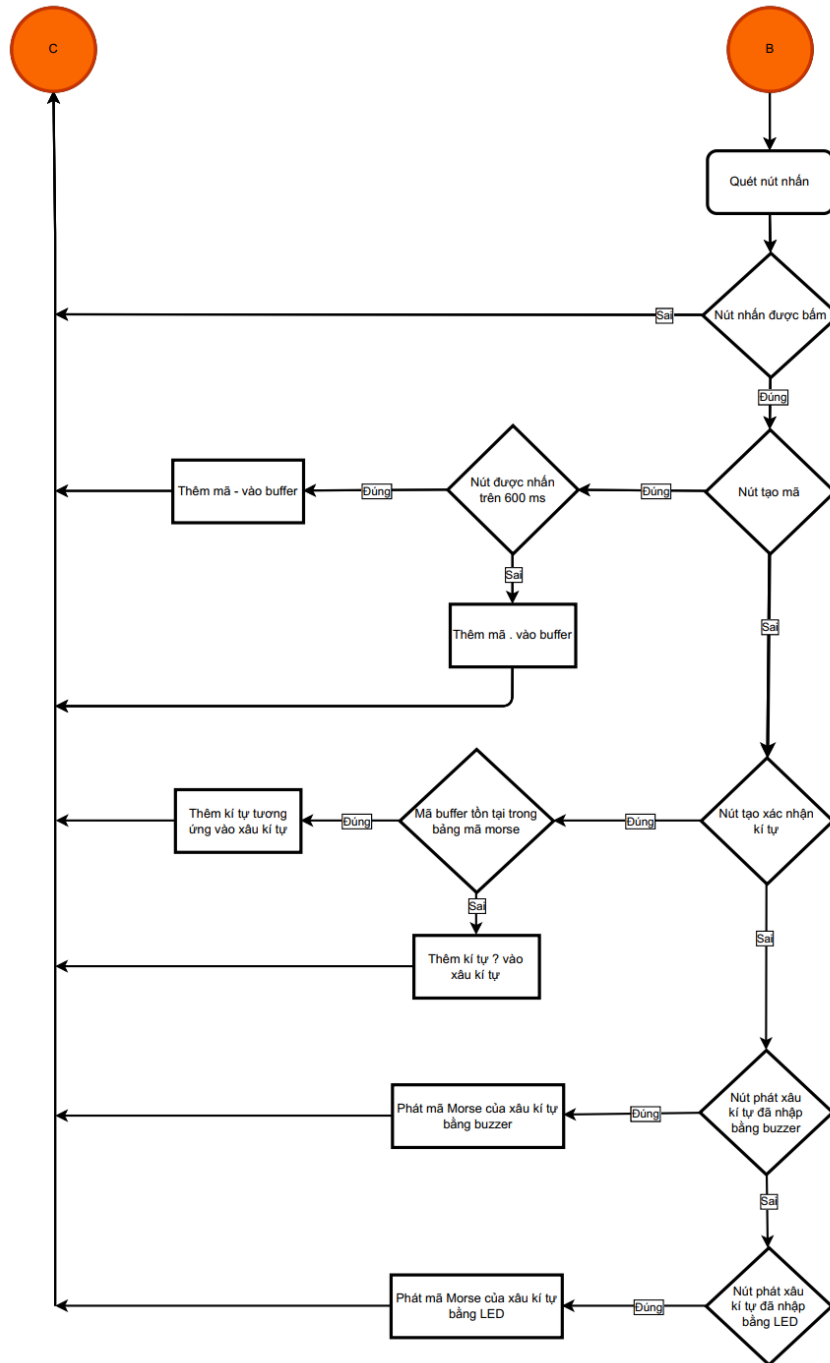 C
B
Quét nút nhấn
Nút nhấn được bấm
Sai
Đúng
Nút tạo mã
Đúng
Nút được nhấn
trên 600 ms
Đúng
Thêm mã - vào buffer
Sai
Thêm mã . vào buffer
Sai
Nút tạo xác nhận
kí tự
Đúng
Mã buffer tồn tại trong
bảng mã morse
Đúng
Thêm kí tự tương
ứng vào xâu kí tự
Sai
Thêm kí tự ? vào
xâu kí tự
Sai
Nút phát xâu
kí tự đã nhập
bằng buzzer
Đúng
Phát mã Morse của xâu kí tự
bằng buzzer
Sai
Nút phát xâu
kí tự đã nhập
bằng LED
Đúng
Phát mã Morse của xâu kí tự
bằng LED